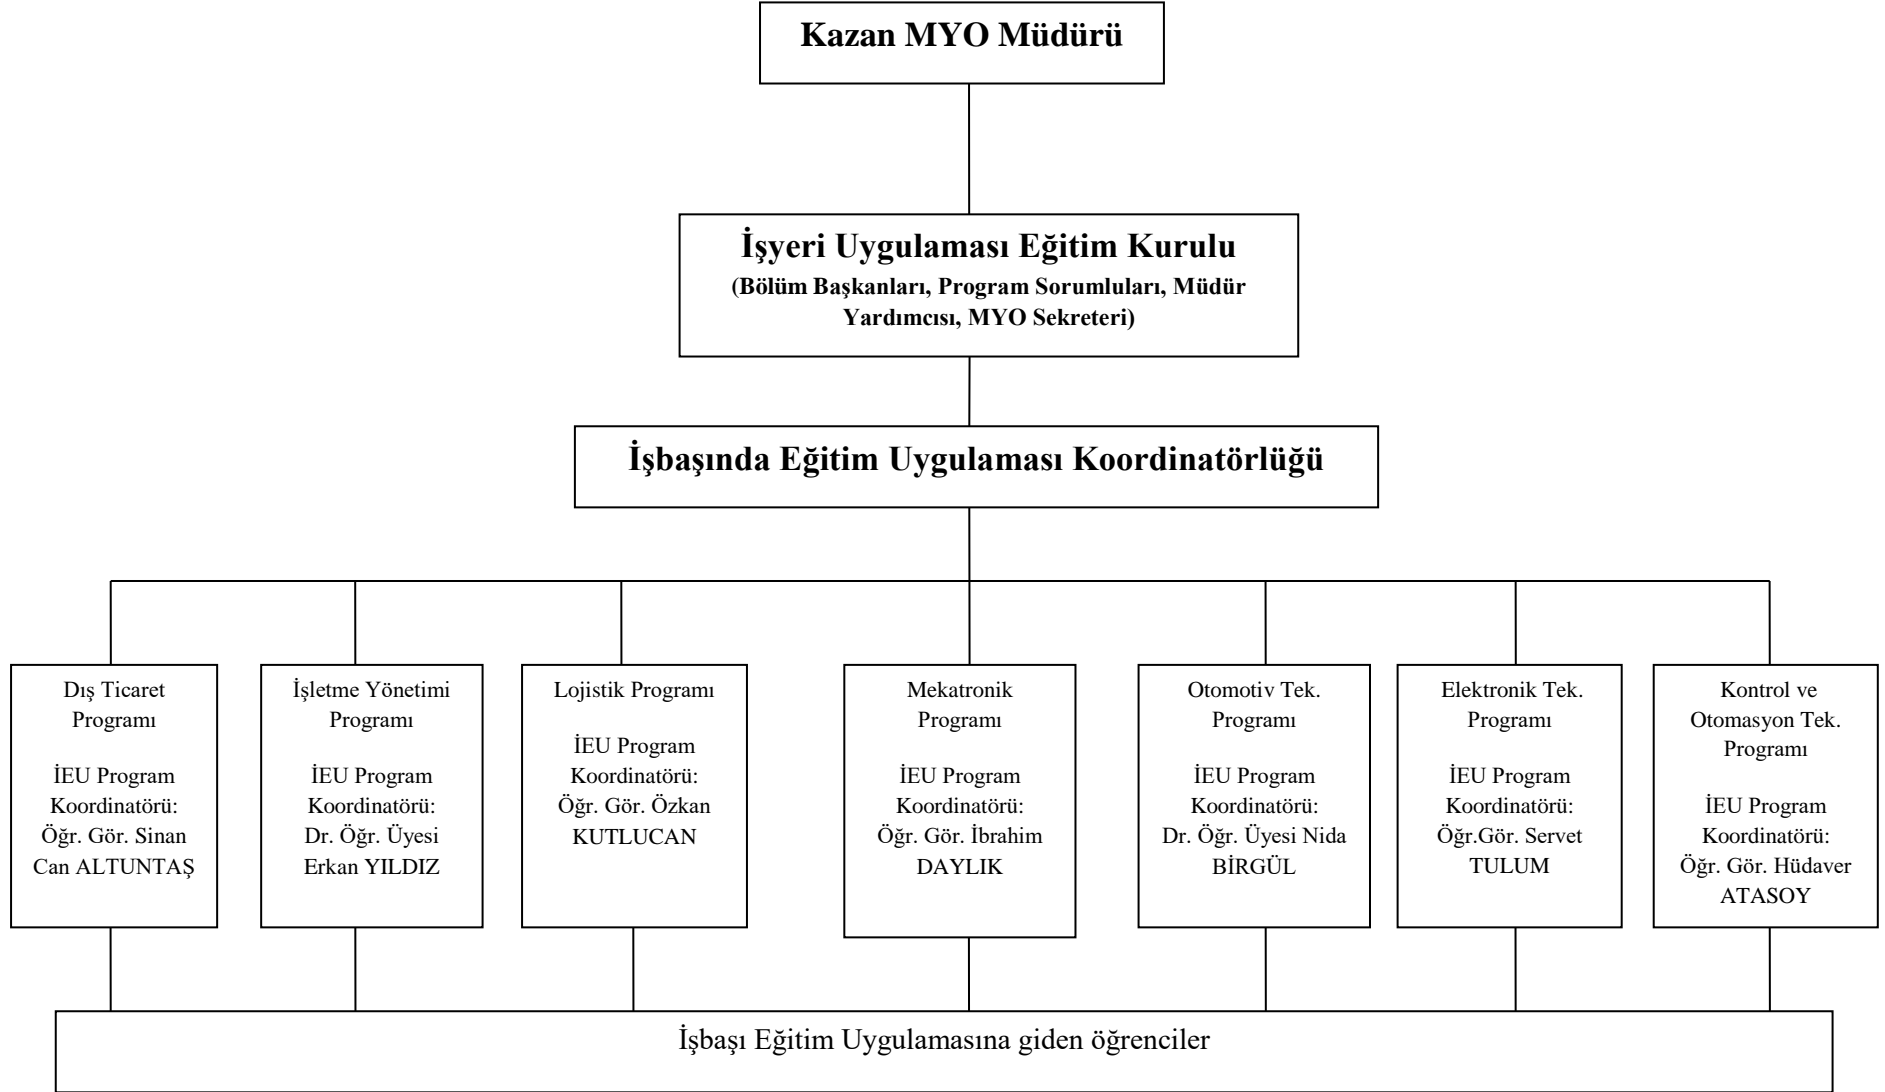 Kazan MYO Müdürü
İşyeri Uygulaması Eğitim Kurulu
(Bölüm Başkanları, Program Sorumluları, Müdür
Yardımcısı, MYO Sekreteri)
İşbaşında Eğitim Uygulaması Koordinatörlüğü
Dış Ticaret
Programı
İEU Program
Koordinatörü:
Öğr. Gör. Sinan
Can ALTUNTAŞ
İşletme Yönetimi
Programı
İEU Program
Koordinatörü:
Dr. Öğr. Üyesi
Erkan YILDIZ
Lojistik Programı
İEU Program
Koordinatörü:
Öğr. Gör. Özkan
KUTLUCAN
Mekatronik
Programı
İEU Program
Koordinatörü:
Öğr. Gör. İbrahim
DAYLIK
Otomotiv Tek.
Programı
İEU Program
Koordinatörü:
Dr. Öğr. Üyesi Nida
BİRGÜL
Elektronik Tek.
Programı
İEU Program
Koordinatörü:
Öğr.Gör. Servet
TULUM
Kontrol ve
Otomasyon Tek.
Programı
İEU Program
Koordinatörü:
Öğr. Gör. Hüdaver
ATASOY
İşbaşı Eğitim Uygulamasına giden öğrenciler